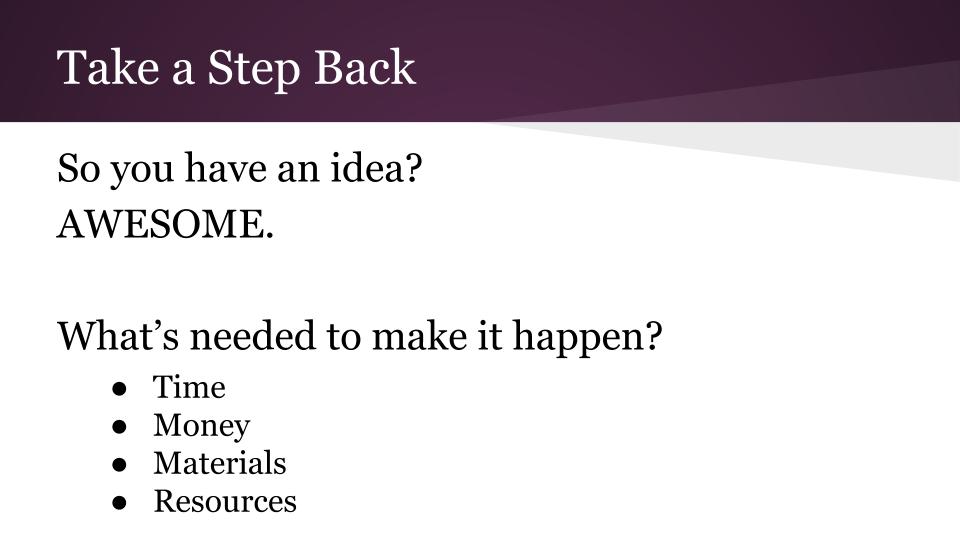 Take a Step Back
So you have an idea?
AWESOME.
What’s needed to make it happen?
● Time
● Money
● Materials
● Resources